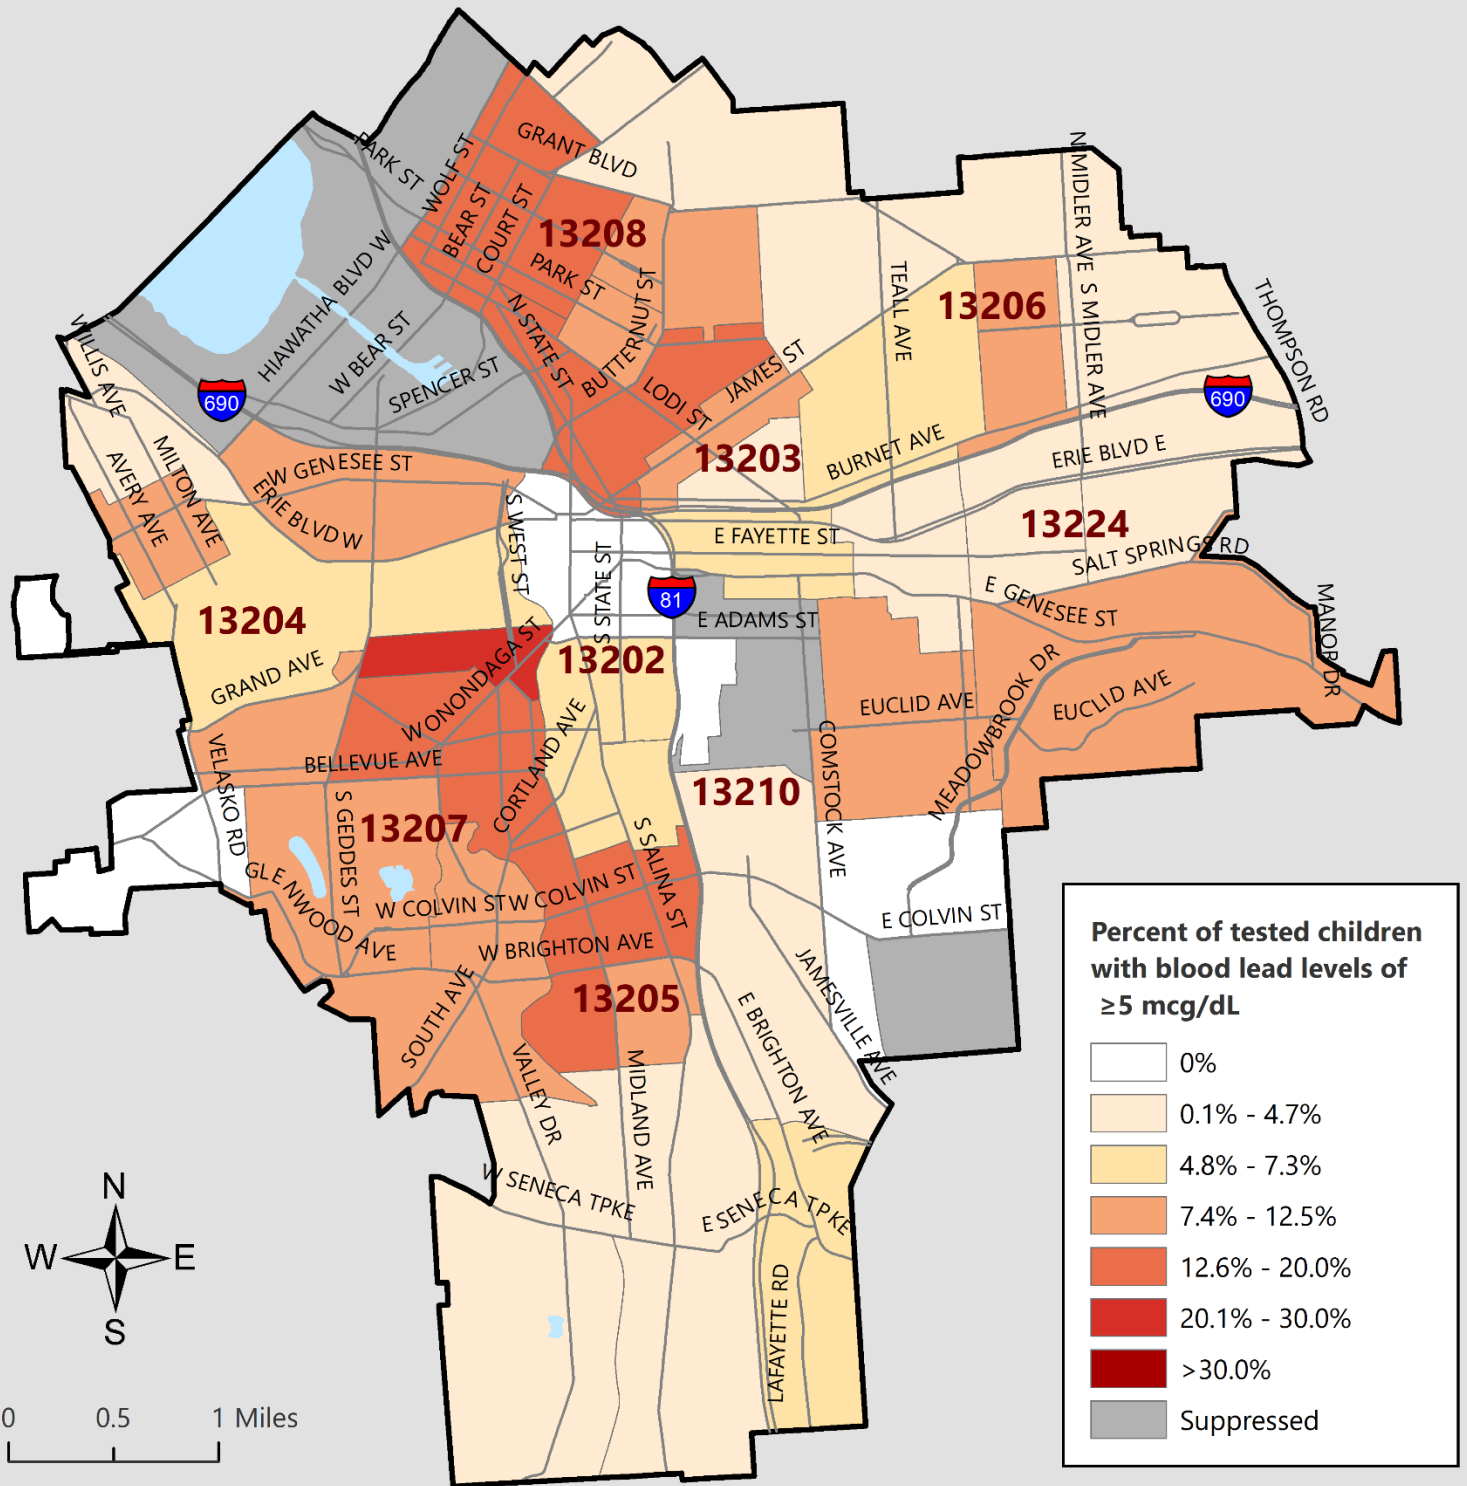 GRANT BLVD
PARK ST
WOLF ST
BEAR ST
COURT ST
13208
PARK ST
N MIDLER AVE
S MIDLER AVE
TEALL AVE
13206
THOMPSON RD
HIAWATHA BLVD W
W BEAR ST
SPENCER ST
N STATE ST
BUTTERNUT ST
LODI ST
JAMES ST
WILLIS AVE
690
690
13203
BURNET AVE
ERIE BLVD E
AVERY AVE
MILTON AVE
W GENESEE ST
ERIE BLVD W
S WEST ST
S STATE ST
E FAYETTE ST
13224
SALT SPRINGS RD
E GENESEE ST
MANOR DR
81
E ADAMS ST
13204
GRAND AVE
W ONONDAGA ST
13202
EUCLID AVE
EUCLID AVE
MEADOWBROOK DR
BELLEVUE AVE
VELASKO RD
S GEDDES ST
CORTLAND AVE
13210
COMSTOCK AVE
13207
S SALINA ST
GLENWOOD AVE
W COLVIN ST
W COLVIN ST
E COLVIN ST
W BRIGHTON AVE
13205
SOUTH AVE
VALLEY DR
MIDLAND AVE
E BRIGHTON AVE
JAMESVILLE AVE
W SENECA TPKE
E SENECA TPKE
LAFAYETTE RD
N
W E
S
0 0.5 1 Miles
Percent of tested children
with blood lead levels of
≥5 mcg/dL
0%
0.1% - 4.7%
4.8% - 7.3%
7.4% - 12.5%
12.6% - 20.0%
20.1% - 30.0%
>30.0%
Suppressed